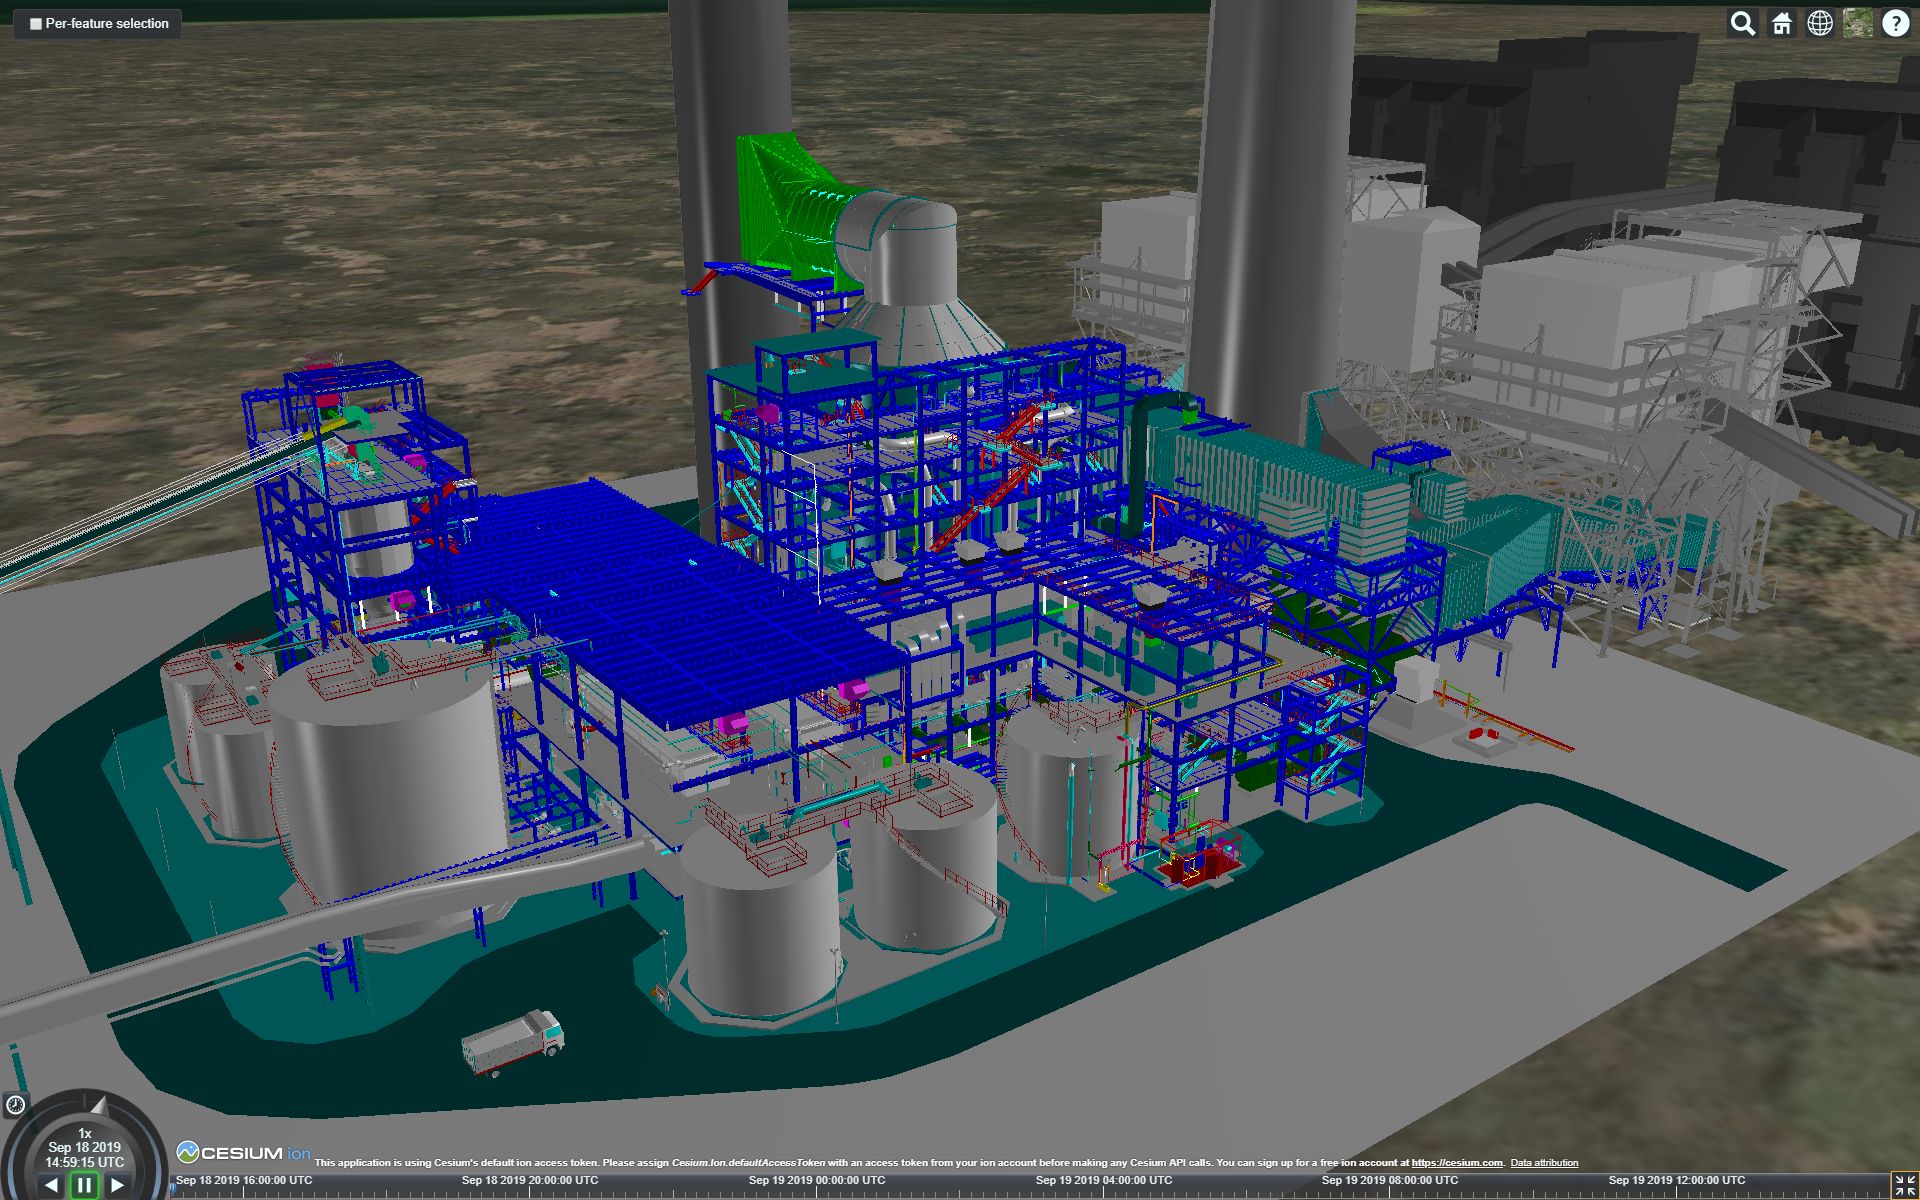 Per-feature selection
?
1x
Sep 18 2019
14:59:15 UTC
CESIUM ion
This application is using Cesium's default ion access token. Please assign Cesium.Ion.defaultAccessToken with an access token from your ion account before making any Cesium API calls. You can sign up for a free ion account at https://cesium.com. Data attribution
Sep 18 2019 16:00:00 UTC
Sep 18 2019 20:00:00 UTC
Sep 19 2019 00:00:00 UTC
Sep 19 2019 04:00:00 UTC
Sep 19 2019 08:00:00 UTC
Sep 19 2019 12:00:00 UTC